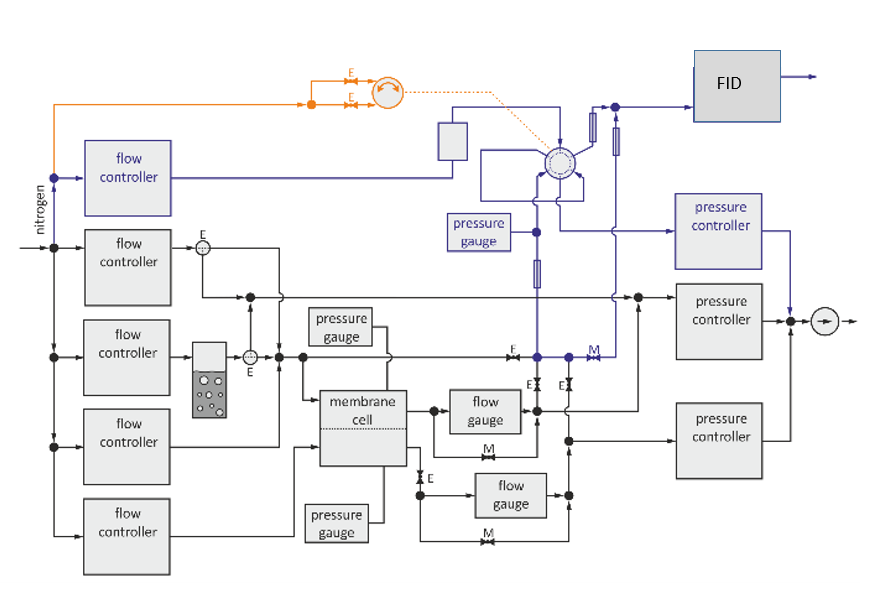 E
FID
E
flow
controller
nitrogen
pressure
gauge
pressure
controller
E
flow
controller
pressure
controller
pressure
gauge
flow
controller
E
E
M
membrane
cell
E
E
flow
gauge
pressure
controller
flow
controller
M
E
flow
gauge
flow
controller
pressure
gauge
M